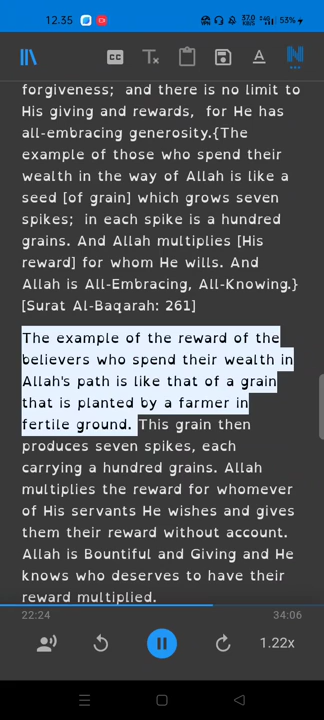 12.35 37.0 KB/S 24G 53%
CC T A N
forgiveness; and there is no limit to
His giving and rewards, for He has
all-embracing generosity.{The
example of those who spend their
wealth in the way of Allah is like a
seed [of grain] which grows seven
spikes; in each spike is a hundred
grains. And Allah multiplies [His
reward] for whom He wills. And
Allah is All-Embracing, All-Knowing.}
[Surat Al-Baqarah: 261]
The example of the reward of the
believers who spend their wealth in
Allah's path is like that of a grain
that is planted by a farmer in
fertile ground. This grain then
produces seven spikes, each
carrying a hundred grains. Allah
multiplies the reward for whomever
of His servants He wishes and gives
them their reward without account.
Allah is Bountiful and Giving and He
knows who deserves to have their
reward multiplied.
22:24 34:06
1.22x